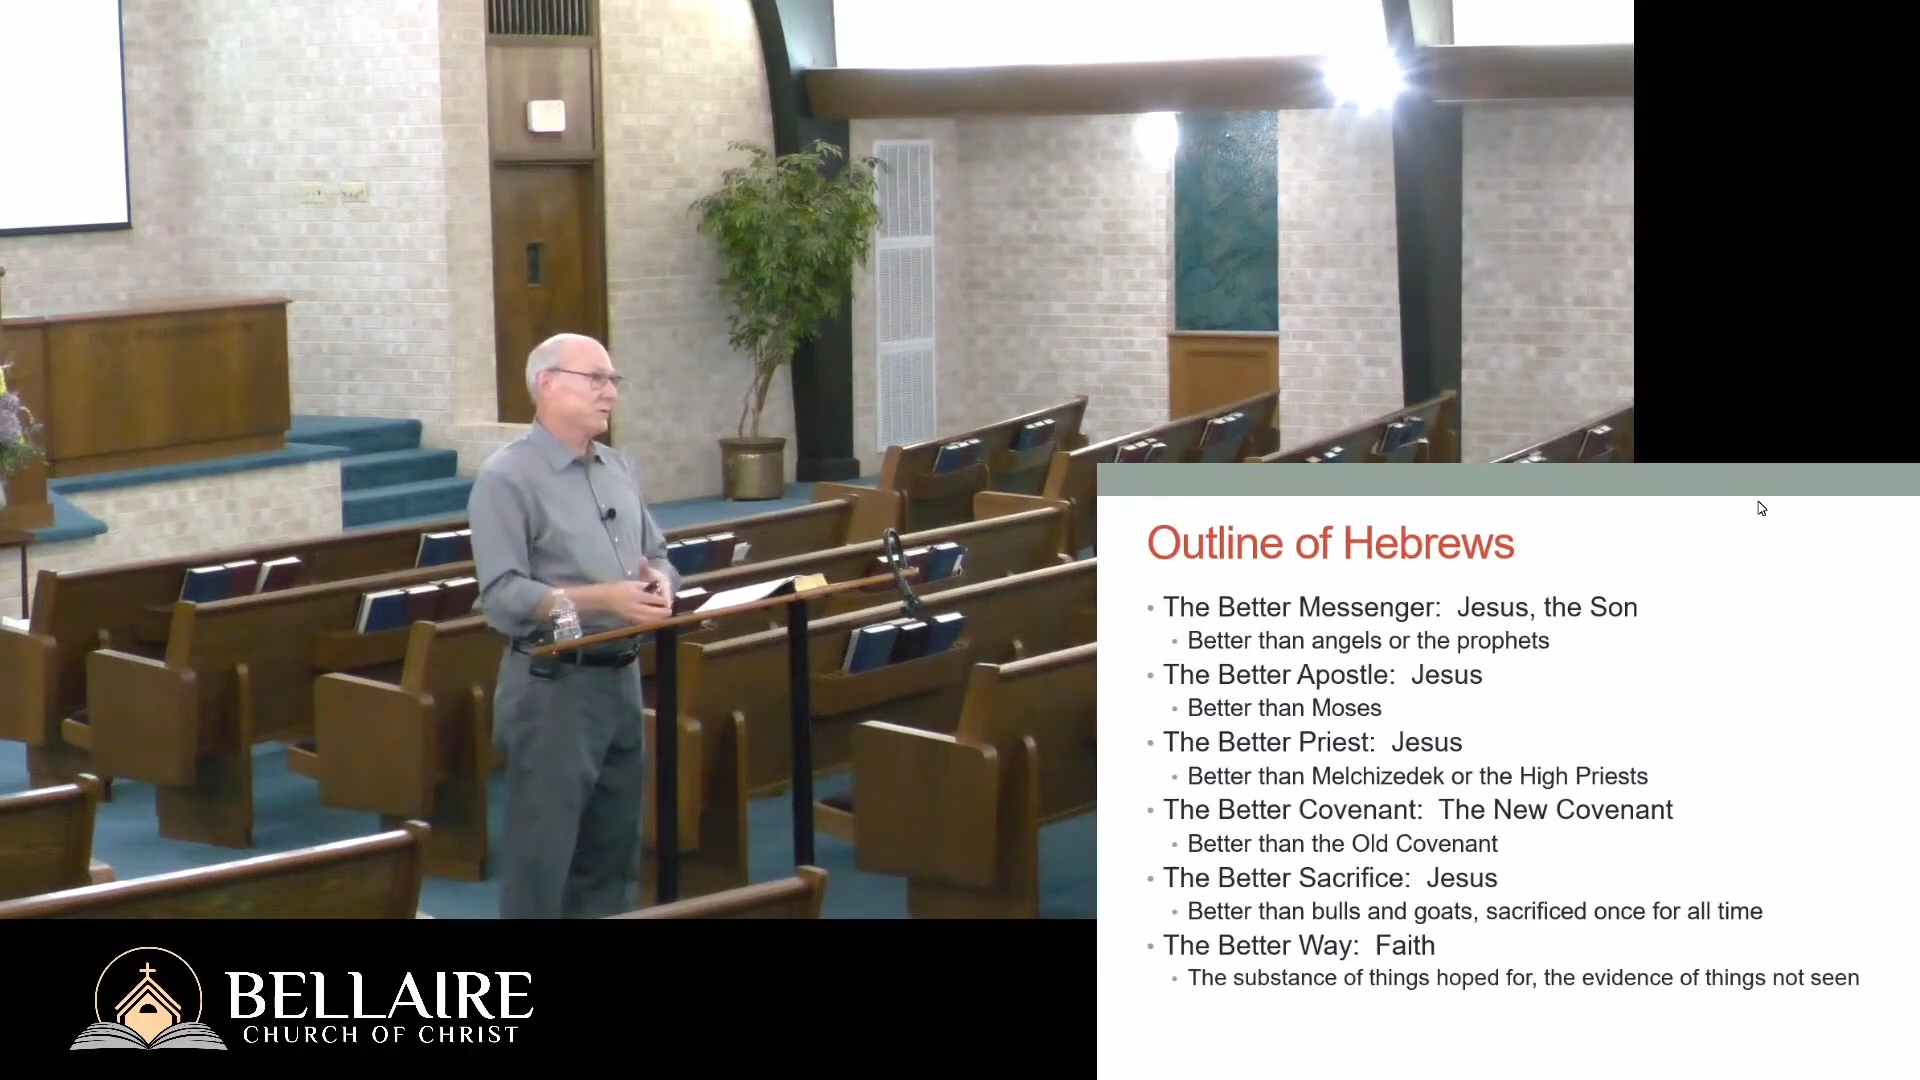 Outline of Hebrews
• The Better Messenger: Jesus, the Son
• Better than angels or the prophets
• The Better Apostle: Jesus
• Better than Moses
• The Better Priest: Jesus
• Better than Melchizedek or the High Priests
• The Better Covenant: The New Covenant
• Better than the Old Covenant
• The Better Sacrifice: Jesus
• Better than bulls and goats, sacrificed once for all time
• The Better Way: Faith
• The substance of things hoped for, the evidence of things not seen
BELLAIRE
CHURCH OF CHRIST